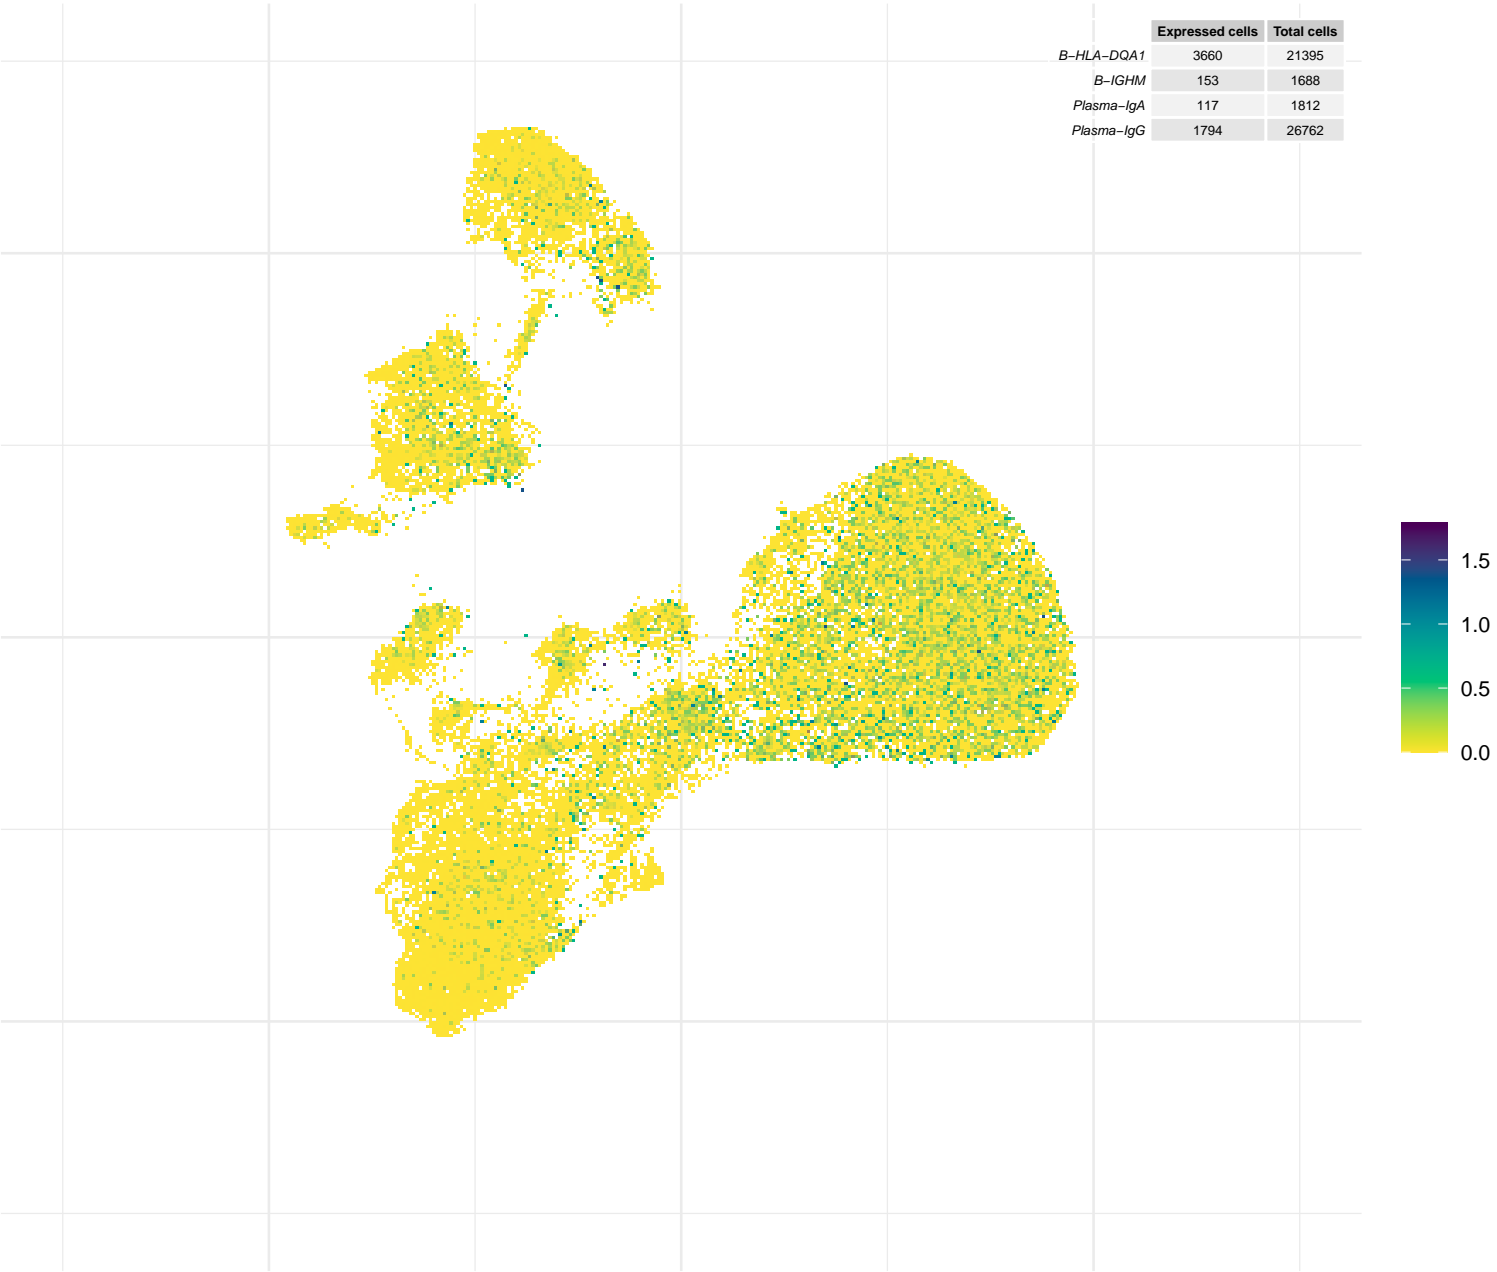 Expressed cells Total cells
B−HLA−DQA1 3660 21395
B−IGHM 153 1688
Plasma−IgA 117 1812
Plasma−IgG 1794 26762
1.5
1.0
0.5
0.0